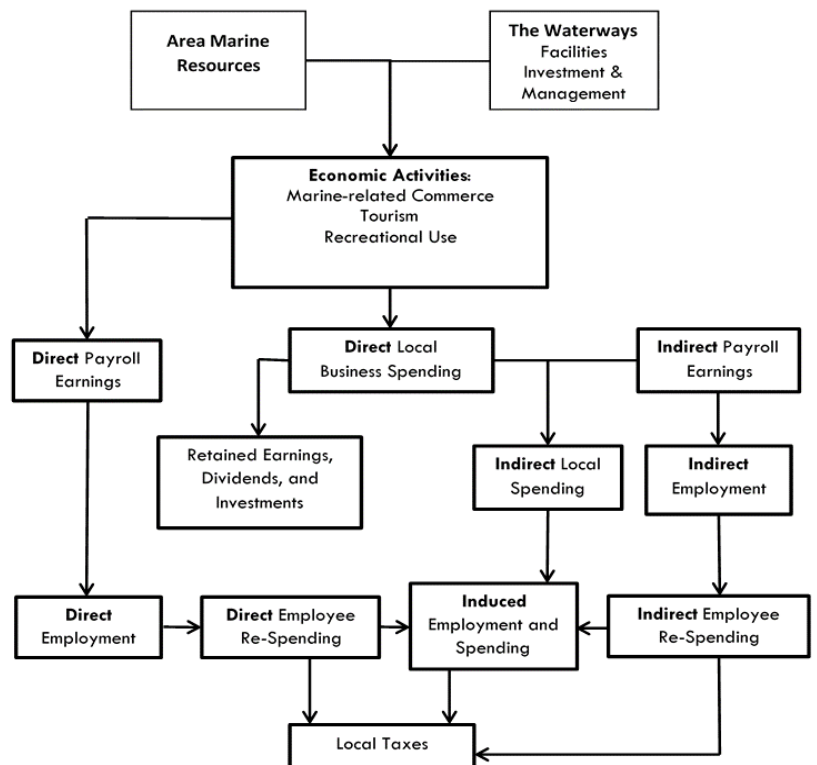 Area Marine
Resources
The Waterways
Facilities
Investment &
Management
Economic Activities:
Marine-related Commerce
Tourism
Recreational Use
Direct Payroll
Earnings
Direct Local
Business Spending
Indirect Payroll
Earnings
Retained Earnings,
Dividends, and
Investments
Indirect Local
Spending
Indirect
Employment
Direct
Employment
Direct Employee
Re-Spending
Induced
Employment and
Spending
Indirect Employee
Re-Spending
Local Taxes